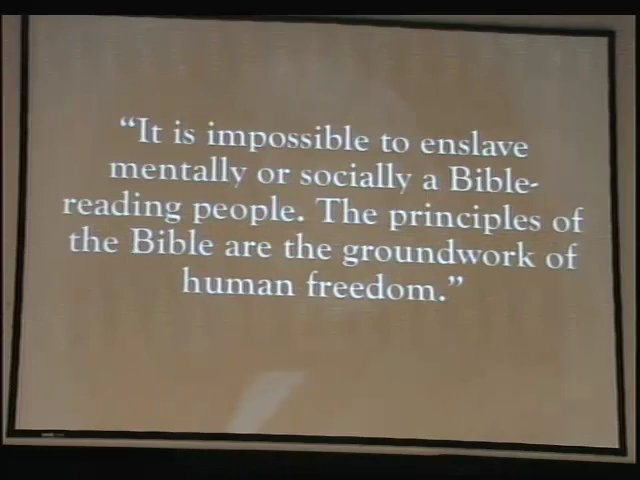 “It is impossible to enslave
mentally or socially a Bible-
reading people. The principles of
the Bible are the groundwork of
human freedom.”